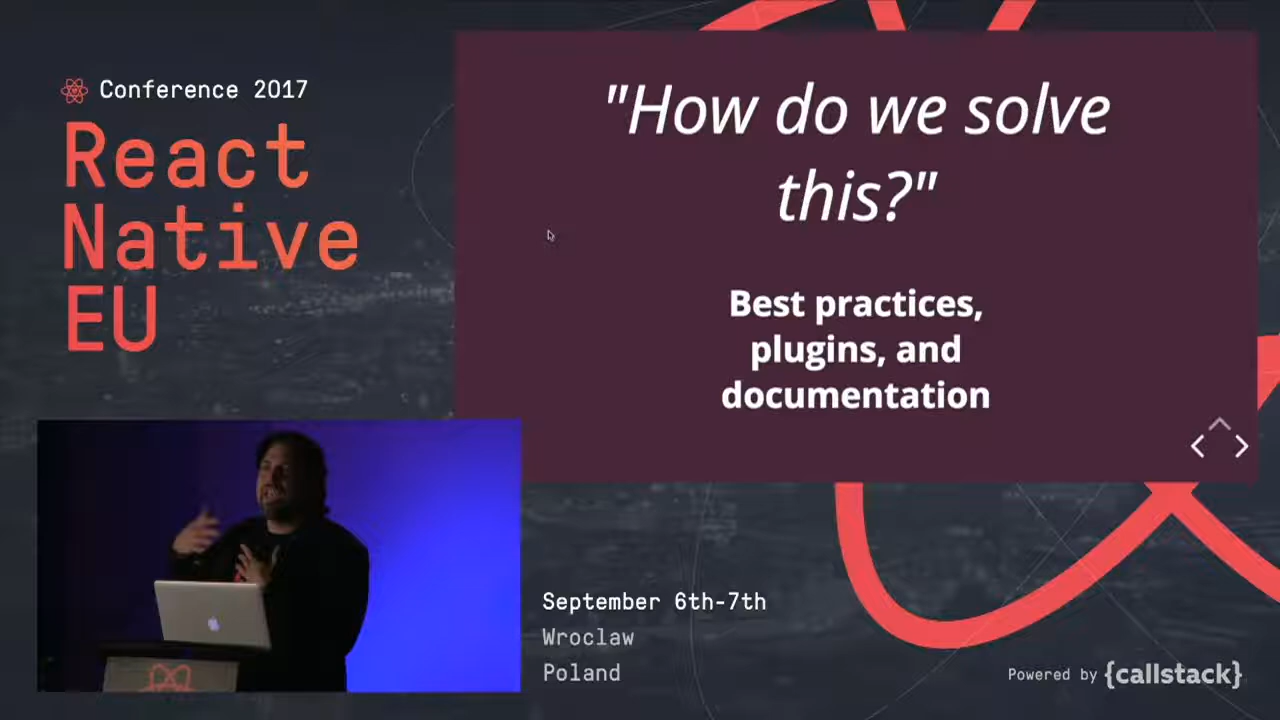 Conference 2017
React
Native
EU
"How do we solve
this?"
Best practices,
plugins, and
documentation
September 6th-7th
Wroclaw
Poland
Powered by {callstack}